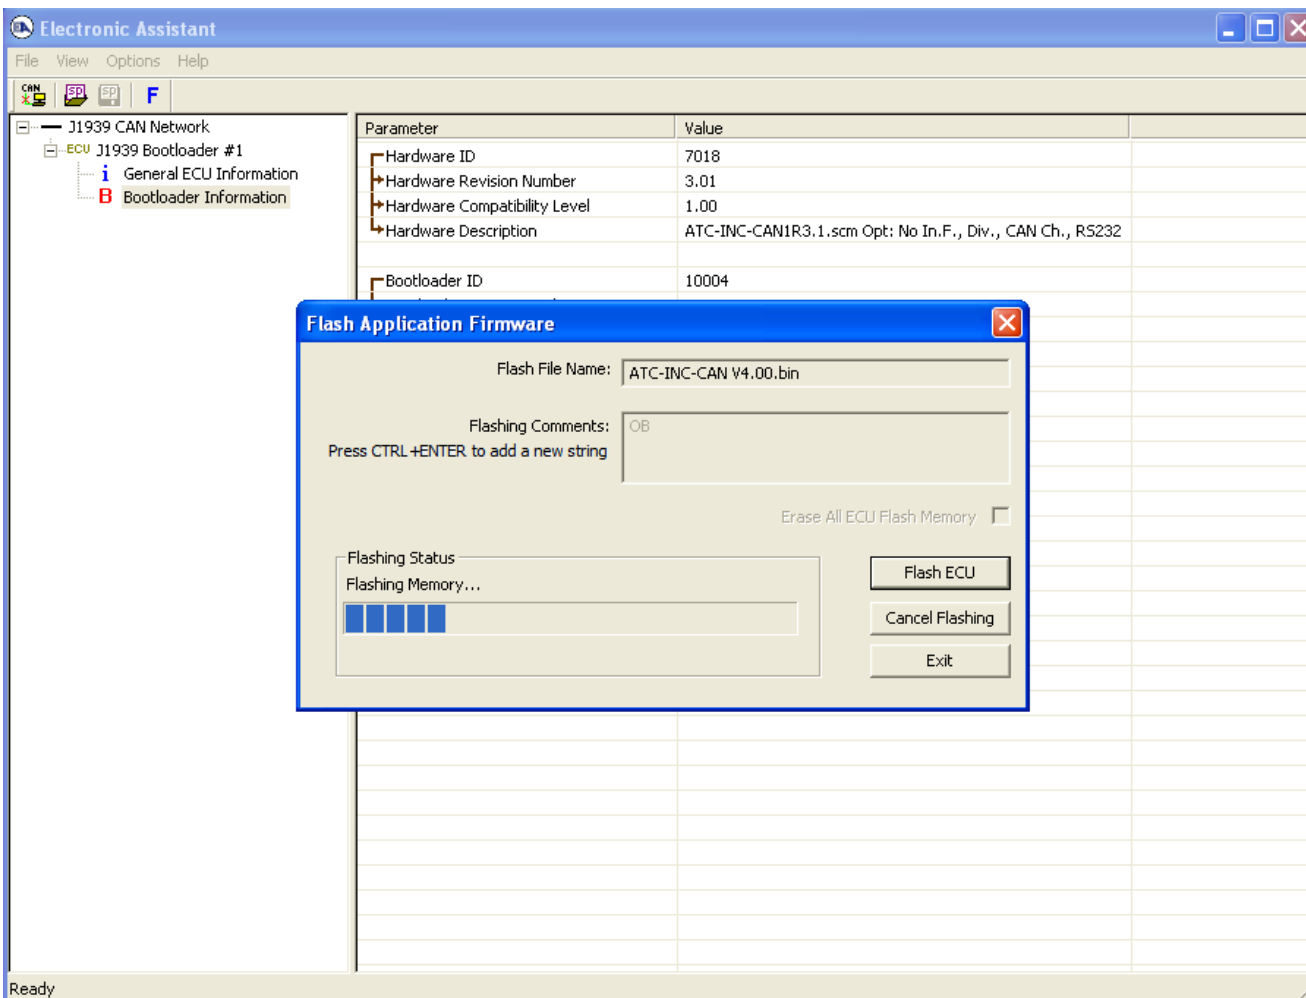 Electronic Assistant
File View Options Help
CAN SP SP F
J1939 CAN Network
ECU J1939 Bootloader #1
i General ECU Information
B Bootloader Information
Parameter Value
Hardware ID 7018
Hardware Revision Number 3.01
Hardware Compatibility Level 1.00
Hardware Description ATC-INC-CAN1R3.1.scm Opt: No In.F., Div., CAN Ch., RS232
Bootloader ID 10004
Flash Application Firmware
Flash File Name: ATC-INC-CAN V4.00.bin
Flashing Comments: OB
Press CTRL+ENTER to add a new string
Erase All ECU Flash Memory
Flashing Status
Flashing Memory...
Flash ECU
Cancel Flashing
Exit
Ready